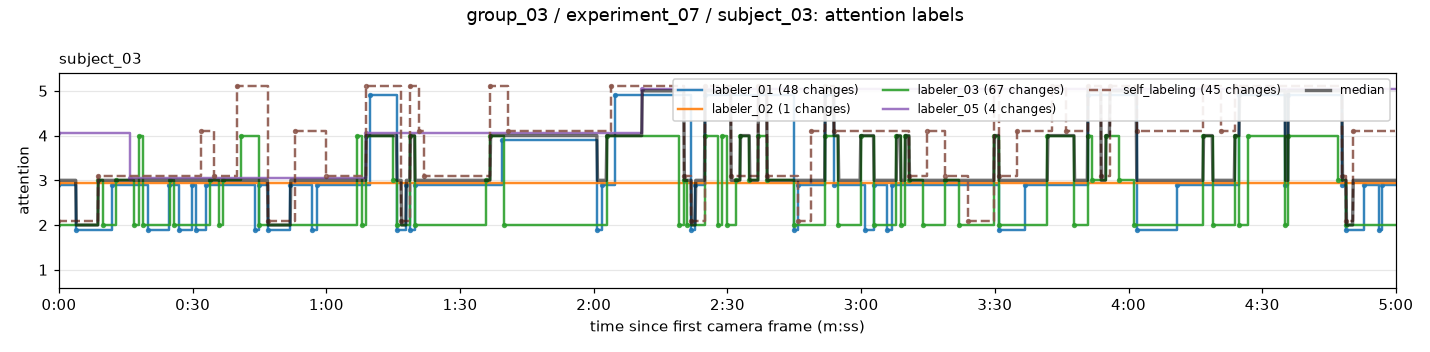 group_03 / experiment_07 / subject_03: attention labels
subject_03
labeler_01 (48 changes)
labeler_02 (1 changes)
labeler_03 (67 changes)
labeler_05 (4 changes)
self_labeling (45 changes)
median
attention
5
4
3
2
1
0:00 0:30 1:00 1:30 2:00 2:30 3:00 3:30 4:00 4:30 5:00
time since first camera frame (m:ss)